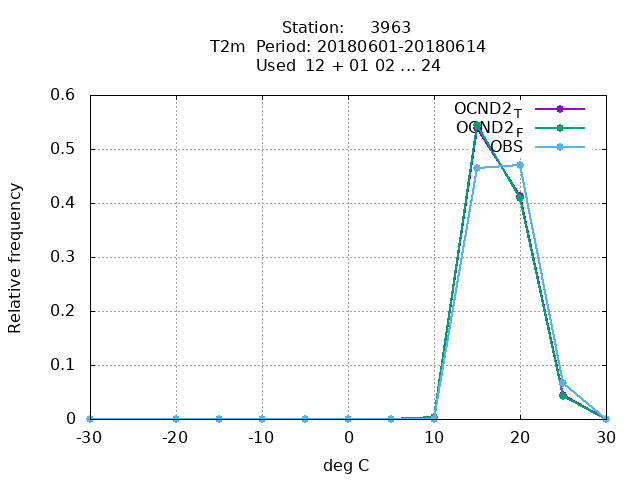 Station: 3963
T2m Period: 20180601-20180614
Used 12 + 01 02 ... 24
OCND2T
OCND2F
OBS
0.6
0.5
0.4
0.3
0.2
0.1
0
Relative frequency
-30 -20 -10 0 10 20 30
deg C